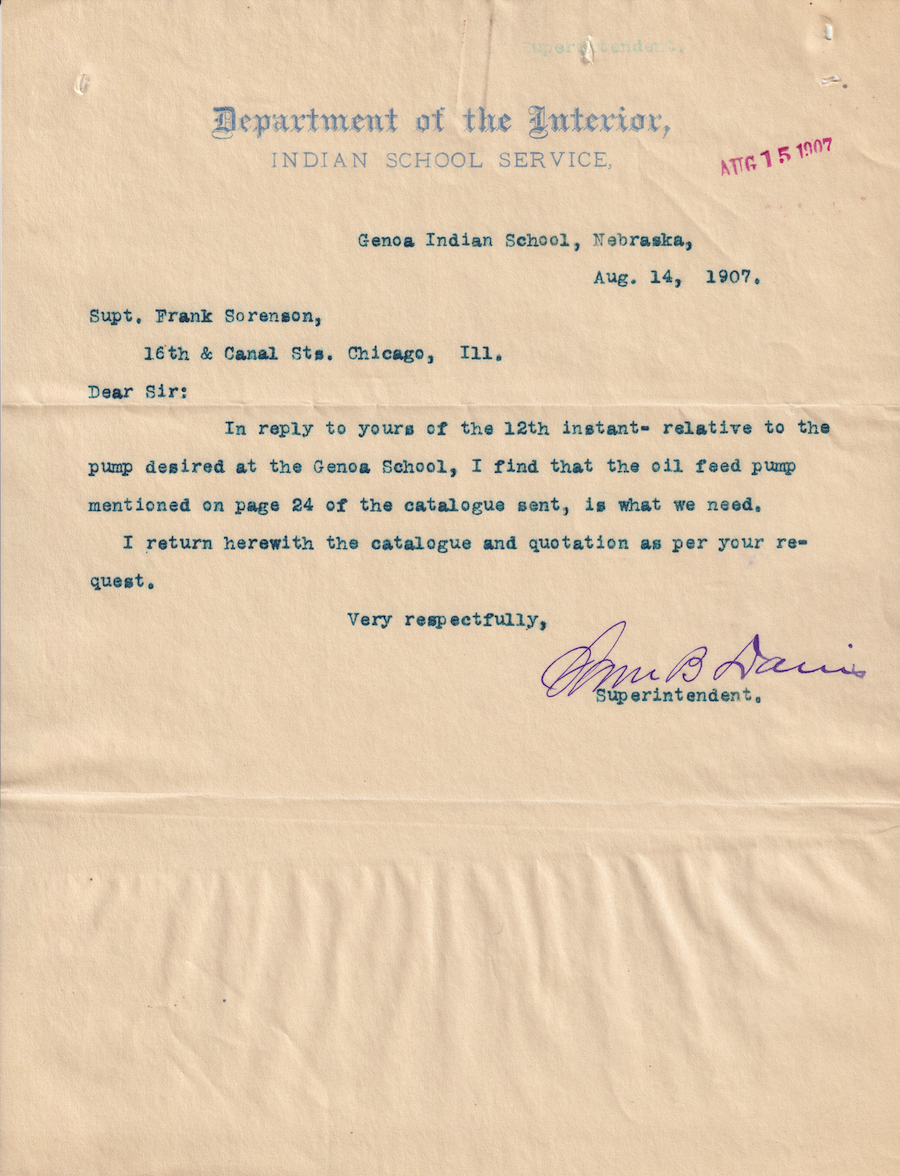 Superintendent.
Department of the Interior,
INDIAN SCHOOL SERVICE,
AUG 15 1907
Genoa Indian School, Nebraska,
Aug. 14, 1907.
Supt. Frank Sorenson,
16th & Canal Sts. Chicago, Ill.
Dear Sir:
In reply to yours of the 12th instant- relative to the
pump desired at the Genoa School, I find that the oil feed pump
mentioned on page 24 of the catalogue sent, is what we need.
I return herewith the catalogue and quotation as per your re-
quest.
Very respectfully,
B Davis
Superintendent.